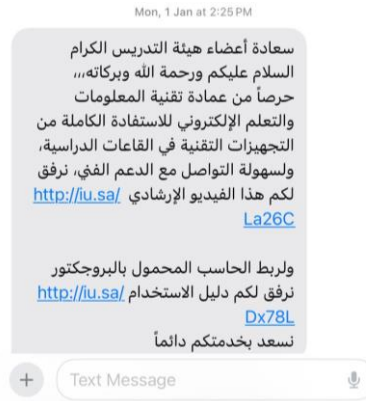 Mon, 1 Jan at 2:25 PM
سعادة أعضاء هيئة التدريس الكرام
السلام عليكم ورحمة الله وبركاته،،،
حرصاً من عمادة تقنية المعلومات
والتعلم الإلكتروني للاستفادة الكاملة من
التجهيزات التقنية في القاعات الدراسية،
ولسهولة التواصل مع الدعم الفني، نرفق
لكم هذا الفيديو الإرشادي http://iu.sa/
La26C
ولربط الحاسب المحمول بالبروجكتور
نرفق لكم دليل الاستخدام http://iu.sa/
Dx78L
نسعد بخدمتكم دائماً
+ Text Message